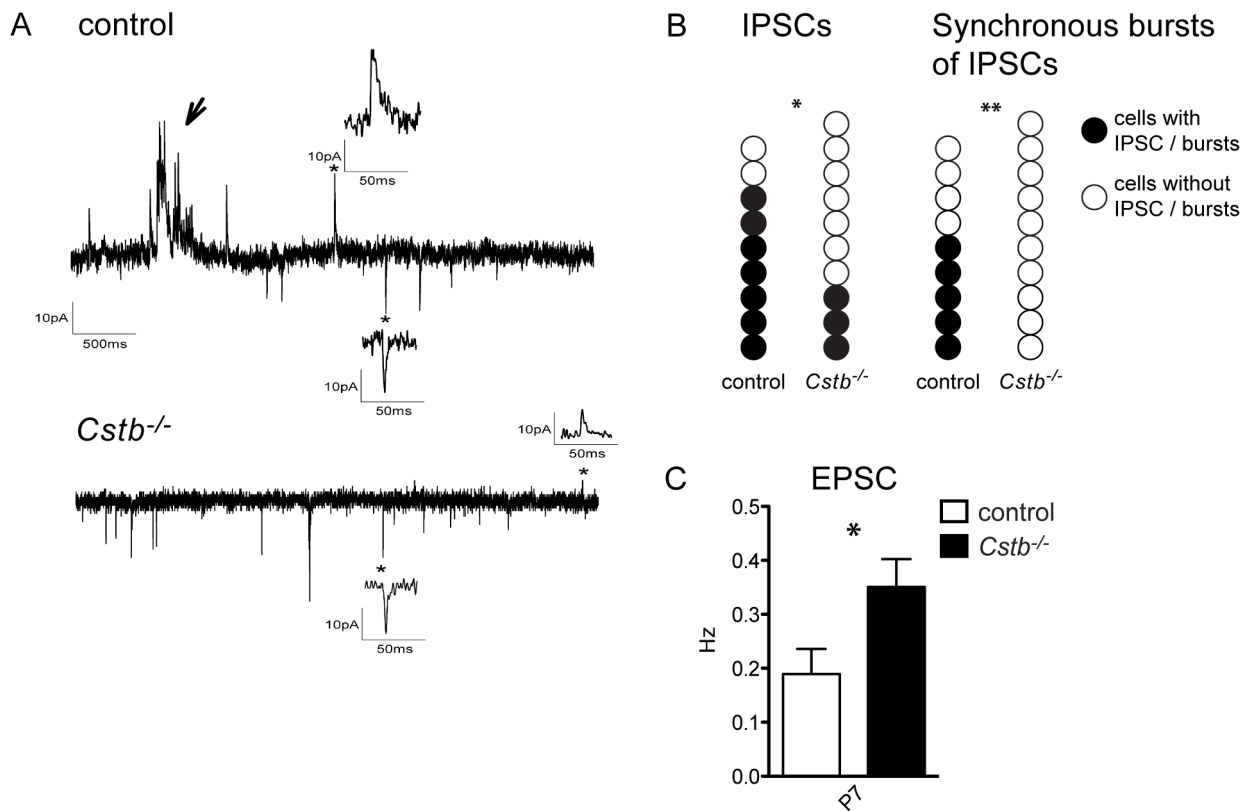 A control
10pA
50ms
*
10pA
500ms
*
10pA
50ms
Cstb-/-
10pA
50ms
*
*
10pA
50ms
B IPSCs Synchronous bursts
of IPSCs
* **
cells with
IPSC / bursts
cells without
IPSC / bursts
control Cstb-/- control Cstb-/-
C EPSC
0.5
0.4
0.3
0.2
0.1
0.0
Hz
*
control
Cstb-/-
P7